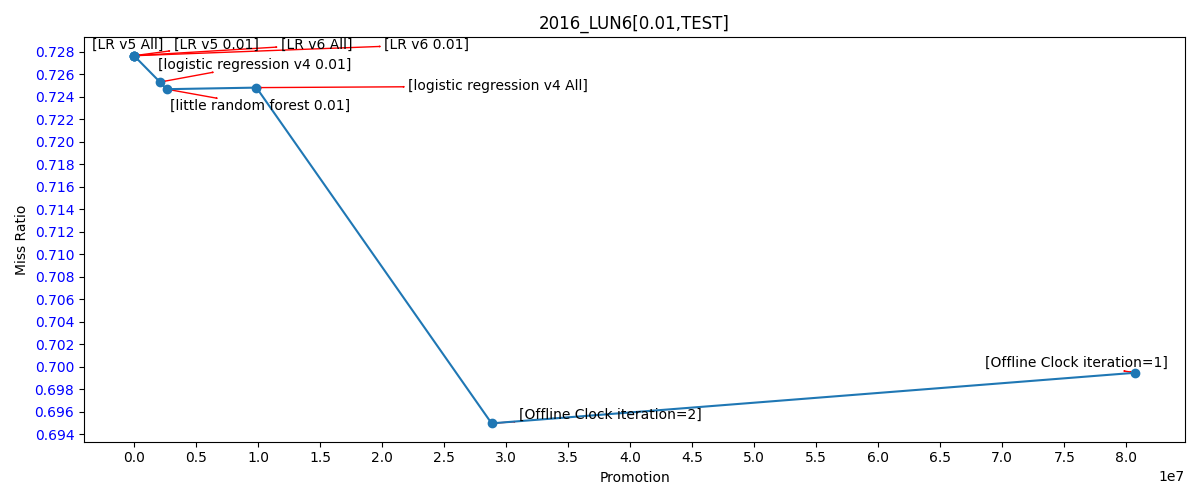 2016_LUN6[0.01,TEST]
[LR v5 All]
[LR v5 0.01]
[LR v6 All]
[LR v6 0.01]
[logistic regression v4 0.01]
[logistic regression v4 All]
[little random forest 0.01]
[Offline Clock iteration=1]
[Offline Clock iteration=2]
Miss Ratio
0.728
0.726
0.724
0.722
0.720
0.718
0.716
0.714
0.712
0.710
0.708
0.706
0.704
0.702
0.700
0.698
0.696
0.694
0.0 0.5 1.0 1.5 2.0 2.5 3.0 3.5 4.0 4.5 5.0 5.5 6.0 6.5 7.0 7.5 8.0
1e7
Promotion